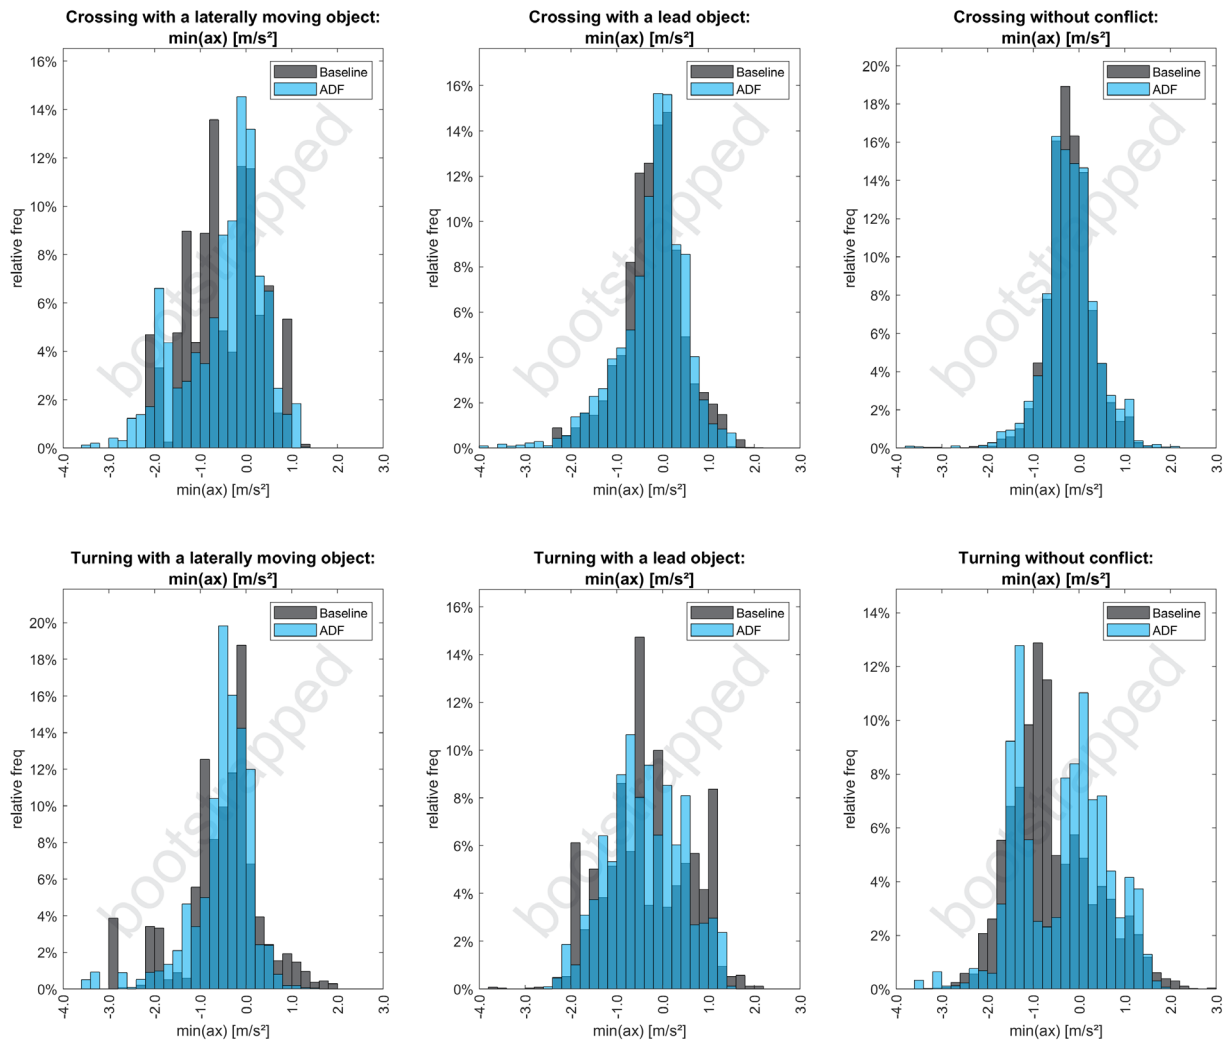 Crossing with a laterally moving object:
min(ax) [m/s²]
16%
14%
12%
10%
8%
6%
4%
2%
0%
relative freq
-4.0
-3.0
-2.0
-1.0
0.0
1.0
2.0
3.0
min(ax) [m/s²]
Baseline
ADF
bootstrapped
Crossing with a lead object:
min(ax) [m/s²]
16%
14%
12%
10%
8%
6%
4%
2%
0%
relative freq
-4.0
-3.0
-2.0
-1.0
0.0
1.0
2.0
3.0
min(ax) [m/s²]
Baseline
ADF
bootstrapped
Crossing without conflict:
min(ax) [m/s²]
20%
18%
16%
14%
12%
10%
8%
6%
4%
2%
0%
relative freq
-4.0
-3.0
-2.0
-1.0
0.0
1.0
2.0
3.0
min(ax) [m/s²]
Baseline
ADF
bootstrapped
Turning with a laterally moving object:
min(ax) [m/s²]
20%
18%
16%
14%
12%
10%
8%
6%
4%
2%
0%
relative freq
-4.0
-3.0
-2.0
-1.0
0.0
1.0
2.0
3.0
min(ax) [m/s²]
Baseline
ADF
bootstrapped
Turning with a lead object:
min(ax) [m/s²]
16%
14%
12%
10%
8%
6%
4%
2%
0%
relative freq
-4.0
-3.0
-2.0
-1.0
0.0
1.0
2.0
3.0
min(ax) [m/s²]
Baseline
ADF
bootstrapped
Turning without conflict:
min(ax) [m/s²]
14%
12%
10%
8%
6%
4%
2%
0%
relative freq
-4.0
-3.0
-2.0
-1.0
0.0
1.0
2.0
3.0
min(ax) [m/s²]
Baseline
ADF
bootstrapped